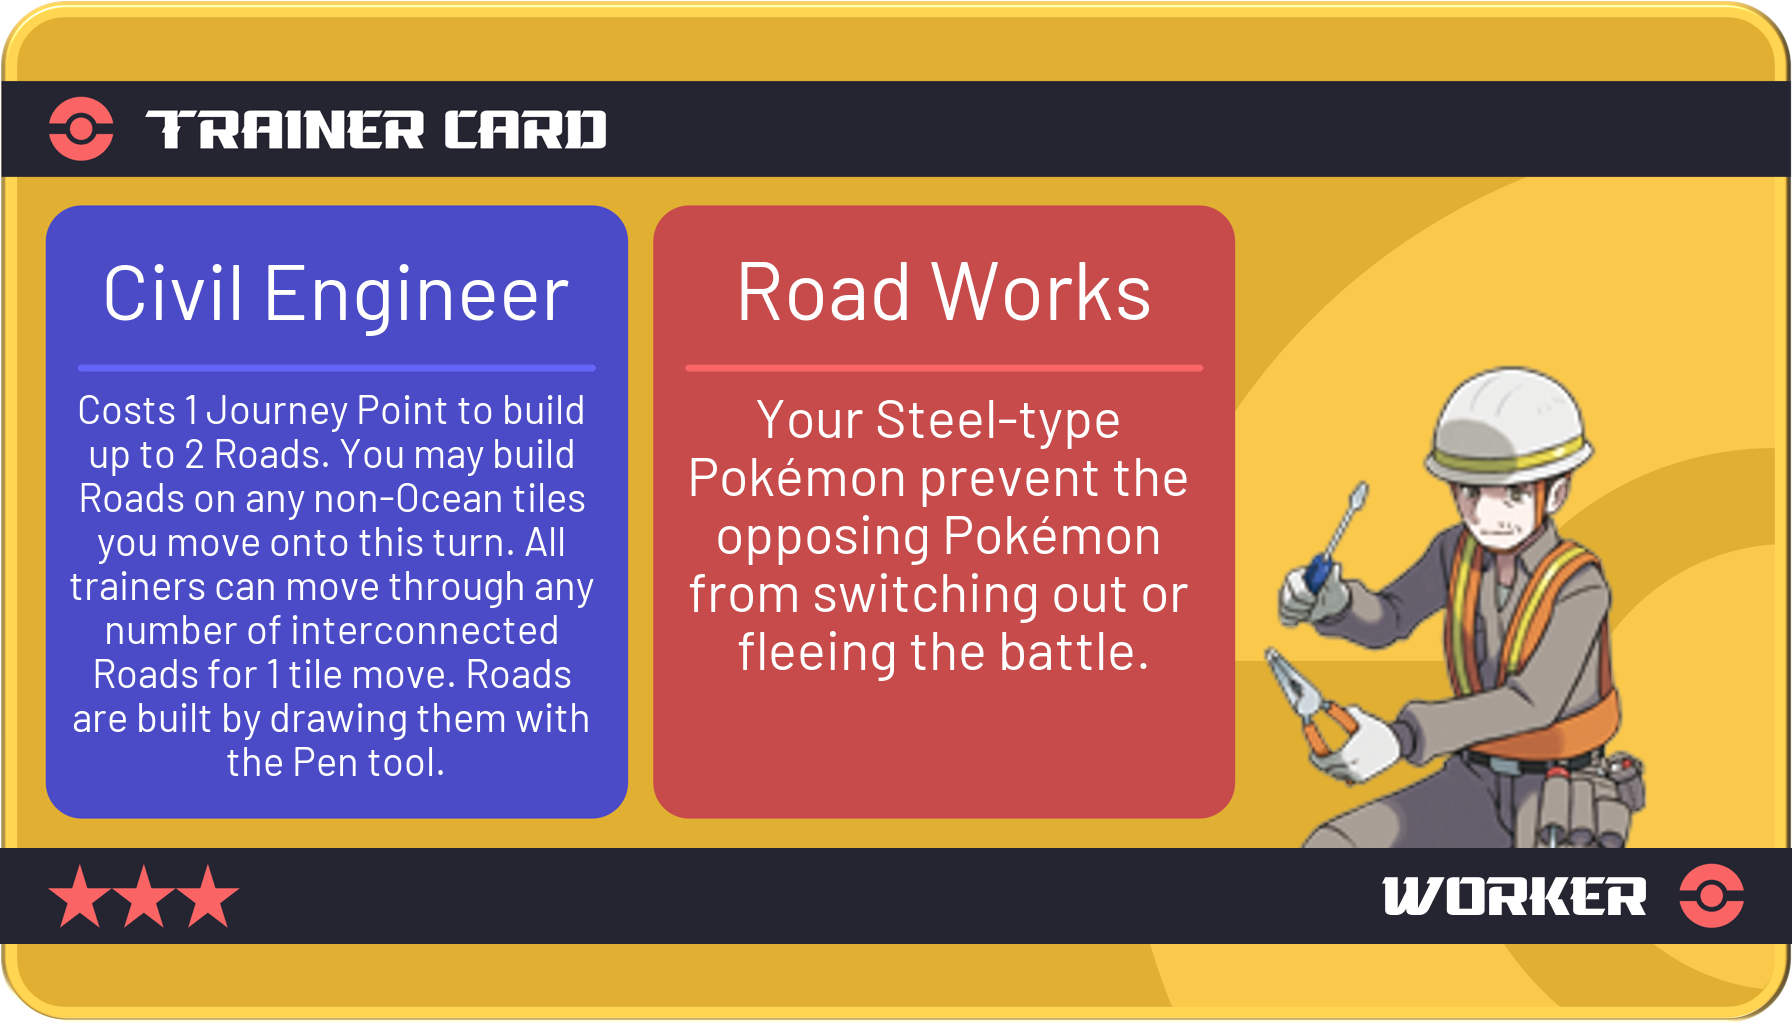 TRAINER CARD
Civil Engineer
Costs 1 Journey Point to build
up to 2 Roads. You may build
Roads on any non-Ocean tiles
you move onto this turn. All
trainers can move through any
number of interconnected
Roads for 1 tile move. Roads
are built by drawing them with
the Pen tool.
Road Works
Your Steel-type
Pokémon prevent the
opposing Pokémon
from switching out or
fleeing the battle.
WORKER